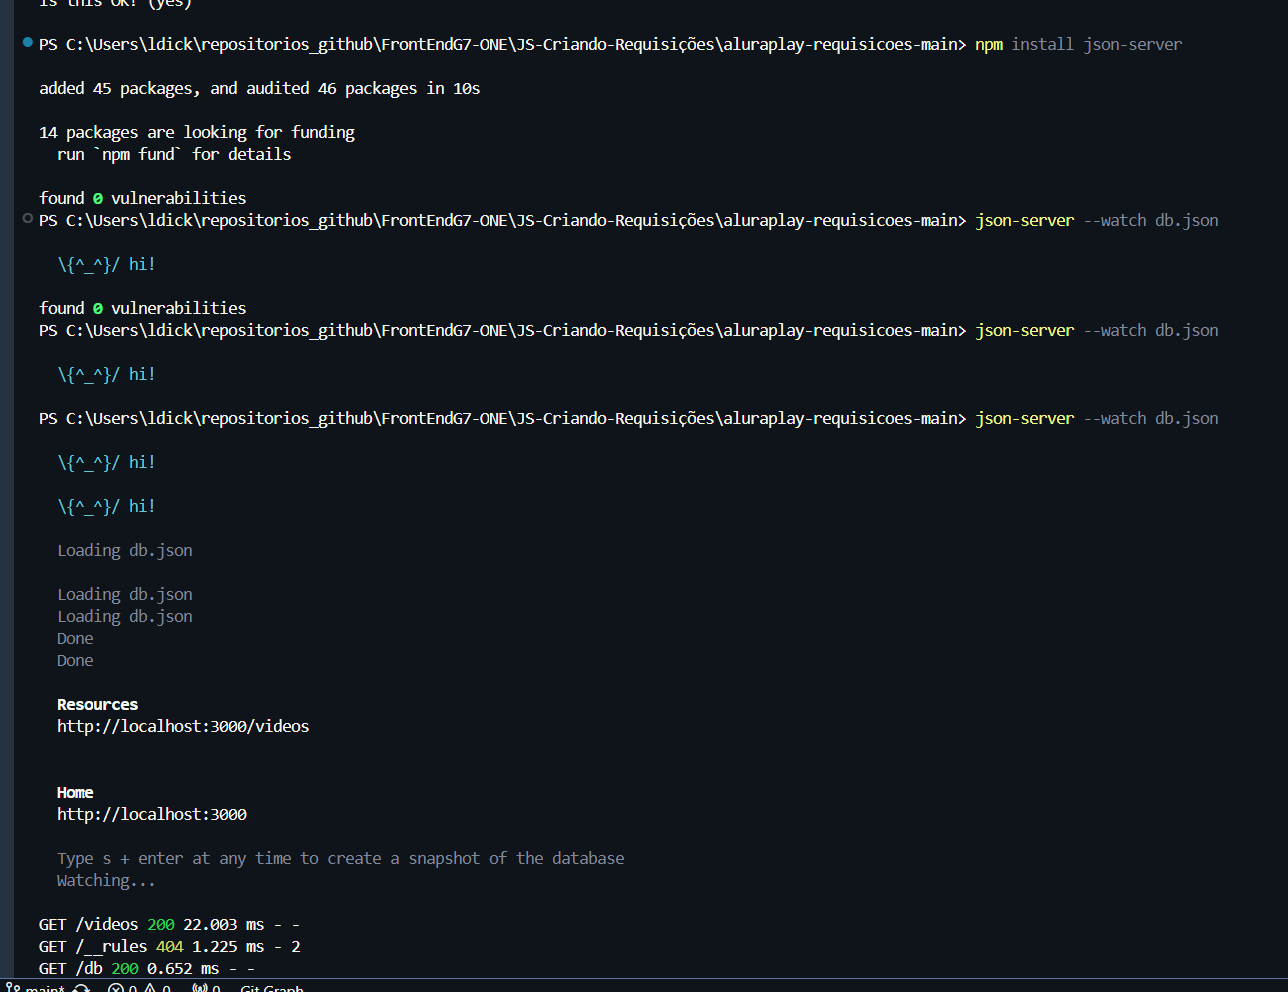 Is this OK? (yes)
PS C:\Users\ldick\repositorios_github\FrontEndG7-ONE\JS-Criando-Requisições\aluraplay-requisicoes-main> npm install json-server
added 45 packages, and audited 46 packages in 10s
14 packages are looking for funding
run `npm fund` for details
found 0 vulnerabilities
PS C:\Users\ldick\repositorios_github\FrontEndG7-ONE\JS-Criando-Requisições\aluraplay-requisicoes-main> json-server --watch db.json
\{^_^}/ hi!
found 0 vulnerabilities
PS C:\Users\ldick\repositorios_github\FrontEndG7-ONE\JS-Criando-Requisições\aluraplay-requisicoes-main> json-server --watch db.json
\{^_^}/ hi!
PS C:\Users\ldick\repositorios_github\FrontEndG7-ONE\JS-Criando-Requisições\aluraplay-requisicoes-main> json-server --watch db.json
\{^_^}/ hi!
\{^_^}/ hi!
Loading db.json
Loading db.json
Loading db.json
Done
Done
Resources
http://localhost:3000/videos
Home
http://localhost:3000
Type s + enter at any time to create a snapshot of the database
Watching...
GET /videos 200 22.003 ms - -
GET /__rules 404 1.225 ms - 2
GET /db 200 0.652 ms - -
main* 0 0 0 Git Graph